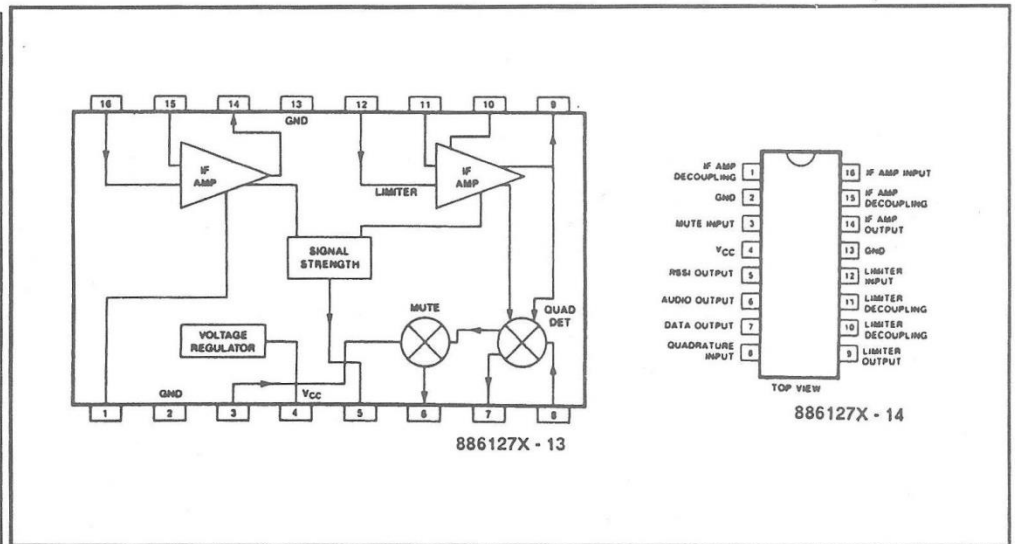 16 15 14 13 12 11 10 9
GND
IF
AMP
LIMITER
IF
AMP
SIGNAL
STRENGTH
MUTE
QUAD
DET
VOLTAGE
REGULATOR
GND
VCC
1 2 3 4 5 6 7 8
886127X - 13
IF AMP
DECOUPLING 1
GND 2
MUTE INPUT 3
VCC 4
RSSI OUTPUT 5
AUDIO OUTPUT 6
DATA OUTPUT 7
QUADRATURE
INPUT 8
16 IF AMP INPUT
15 IF AMP
DECOUPLING
14 IF AMP
OUTPUT
13 GND
12 LIMITER
INPUT
11 LIMITER
DECOUPLING
10 LIMITER
DECOUPLING
9 LIMITER
OUTPUT
TOP VIEW
886127X - 14